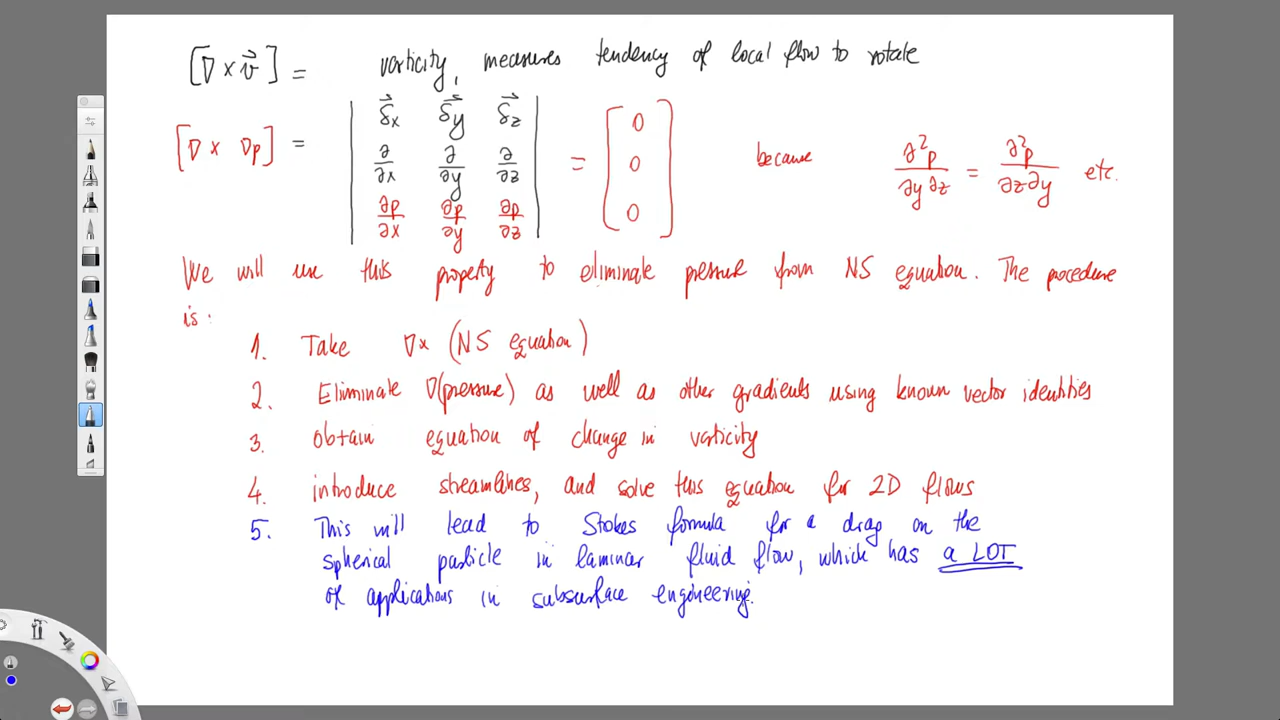 [∇ × v⃗] = vorticity, measures tendency of local flow to rotate
[∇ × ∇p] = | δ⃗x δ⃗y δ⃗z | = [ 0 0 0 ] because ∂²p/∂y∂z = ∂²p/∂z∂y etc.
| ∂/∂x ∂/∂y ∂/∂z |
| ∂p/∂x ∂p/∂y ∂p/∂z |
We will use this property to eliminate pressure from NS equation. The procedure
is:
1. Take ∇× (NS equation)
2. Eliminate ∇(pressure) as well as other gradients using known vector identities
3. obtain equation of change in vorticity
4. introduce streamlines, and solve this equation for 2D flows
5. This will lead to Stokes formula for a drag on the
spherical particle in laminar fluid flow, which has a LOT
of applications in subsurface engineering.